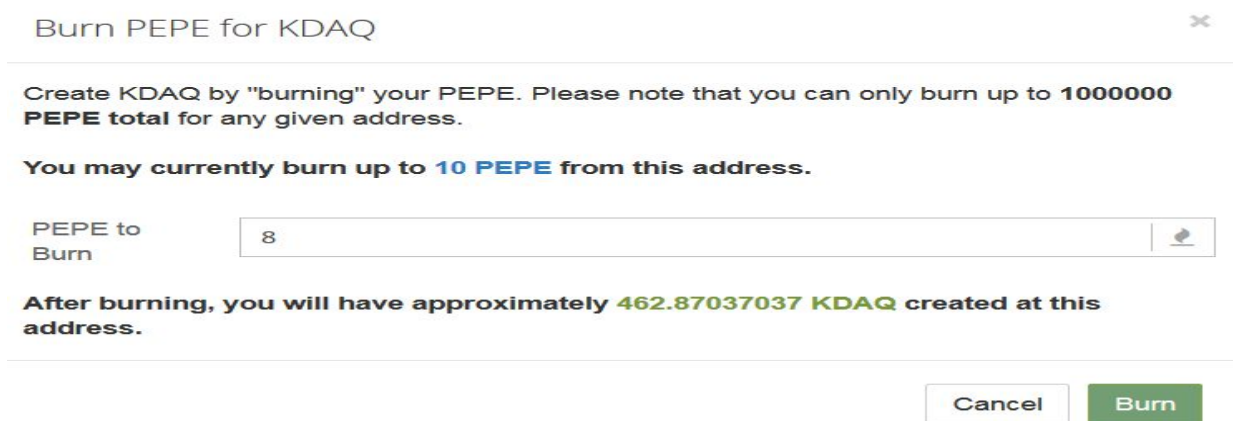 Burn PEPE for KDAQ
Create KDAQ by "burning" your PEPE. Please note that you can only burn up to 1000000
PEPE total for any given address.
You may currently burn up to 10 PEPE from this address.
PEPE to
Burn
8
After burning, you will have approximately 462.87037037 KDAQ created at this
address.
Cancel
Burn